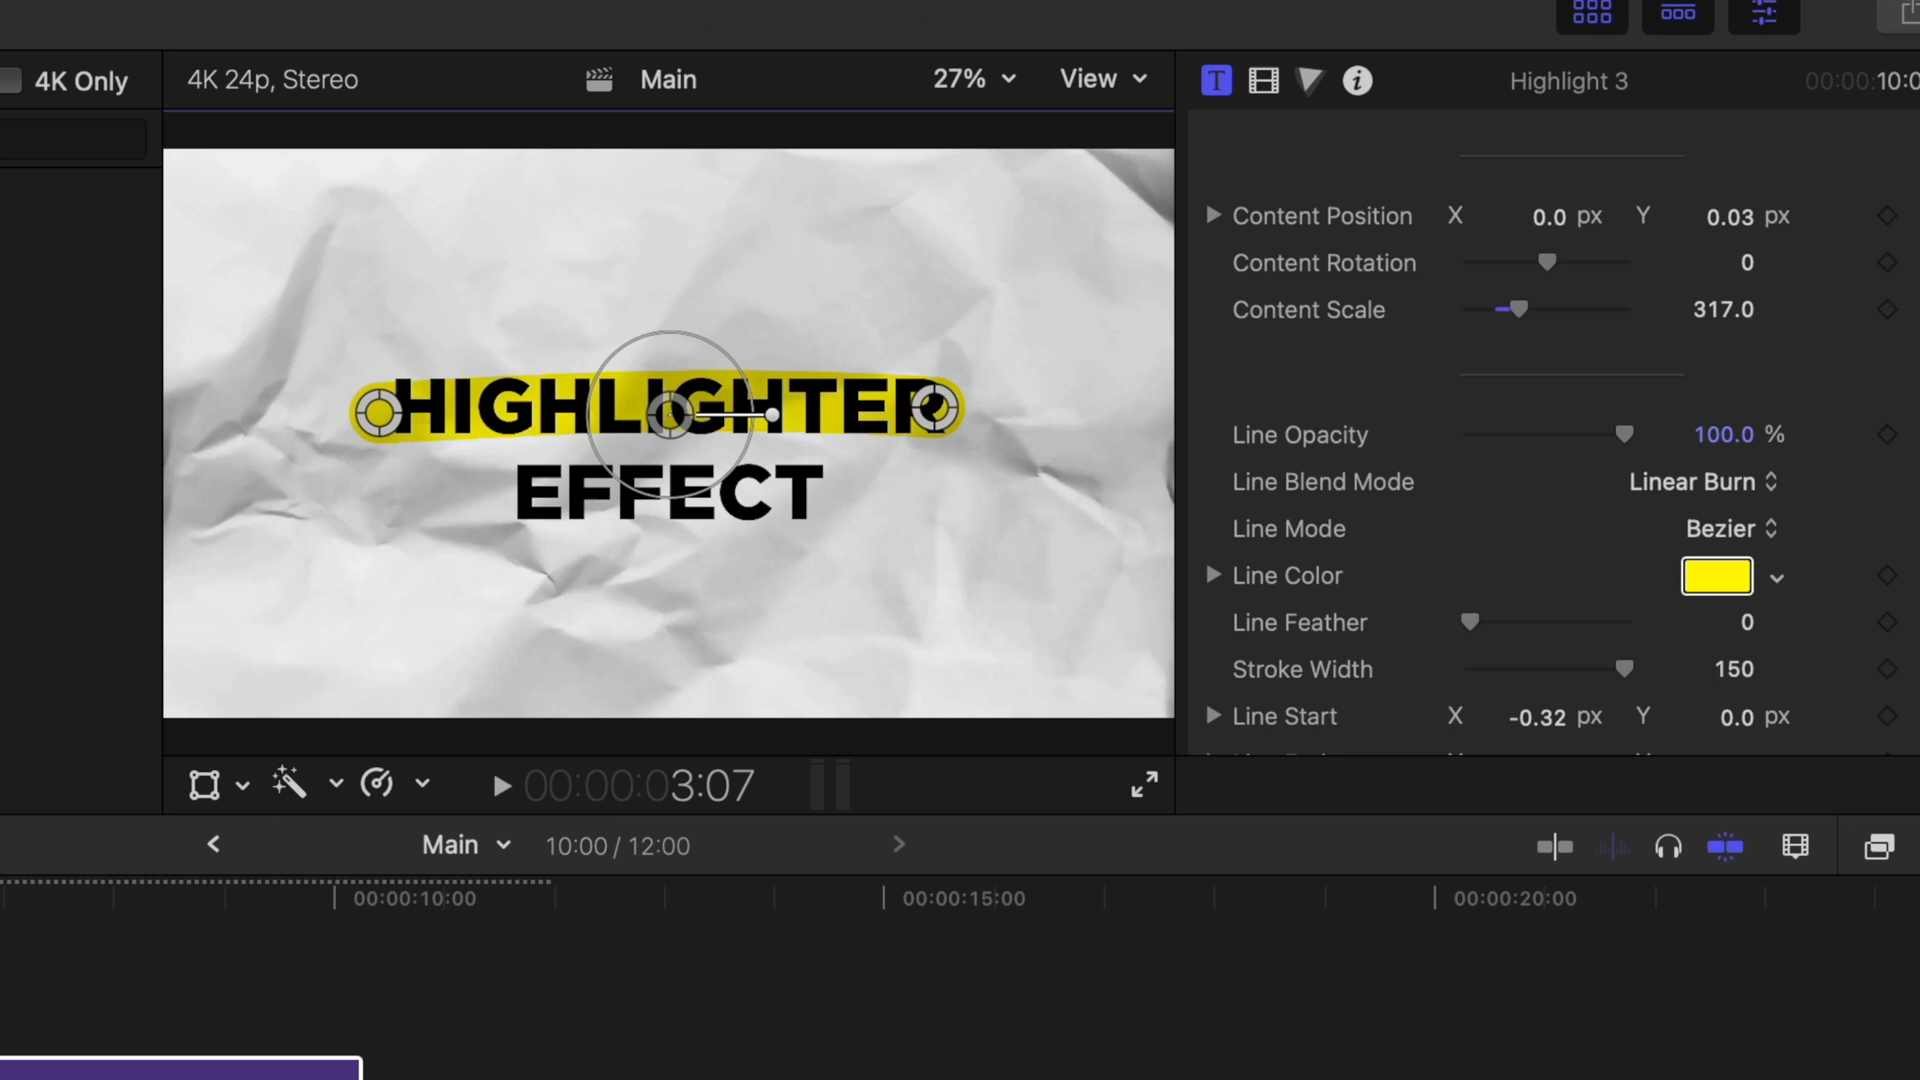 4K Only
4K 24p, Stereo
Main
27%
View
T
i
Highlight 3
00:00:10:0
Content Position X 0.0 px Y 0.03 px
Content Rotation 0
Content Scale 317.0
HIGHLIGHTER
EFFECT
Line Opacity 100.0 %
Line Blend Mode Linear Burn
Line Mode Bezier
Line Color
Line Feather 0
Stroke Width 150
Line Start X -0.32 px Y 0.0 px
00:00:03:07
Main
10:00 / 12:00
00:00:10:00
00:00:15:00
00:00:20:00